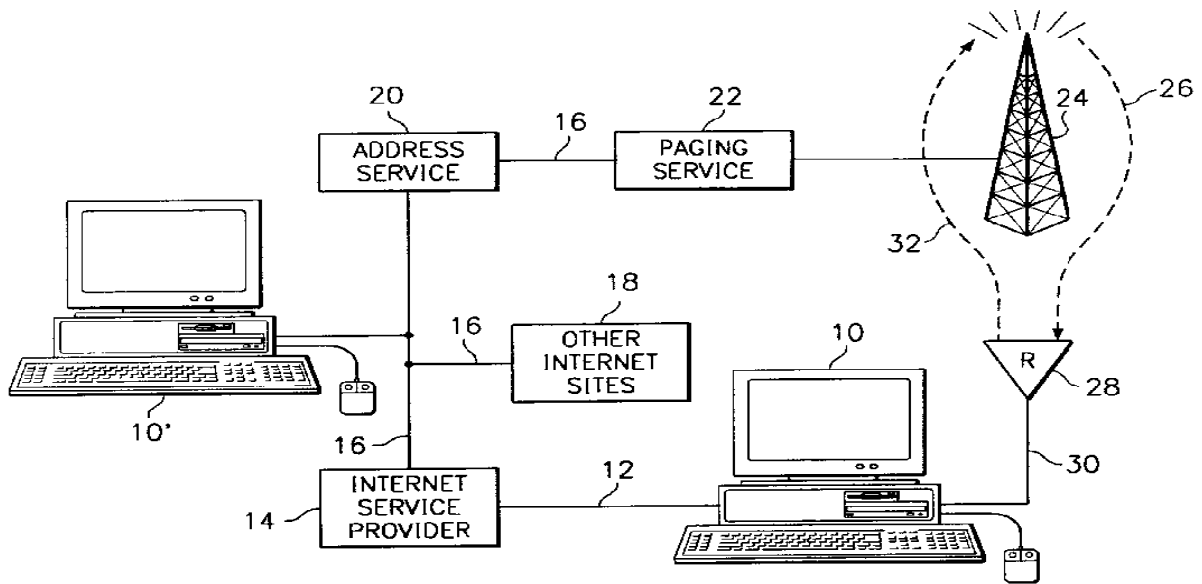 20
ADDRESS
SERVICE
16
22
PAGING
SERVICE
24
26
32
18
OTHER
INTERNET
SITES
16
10
R
28
10'
16
30
14
INTERNET
SERVICE
PROVIDER
12